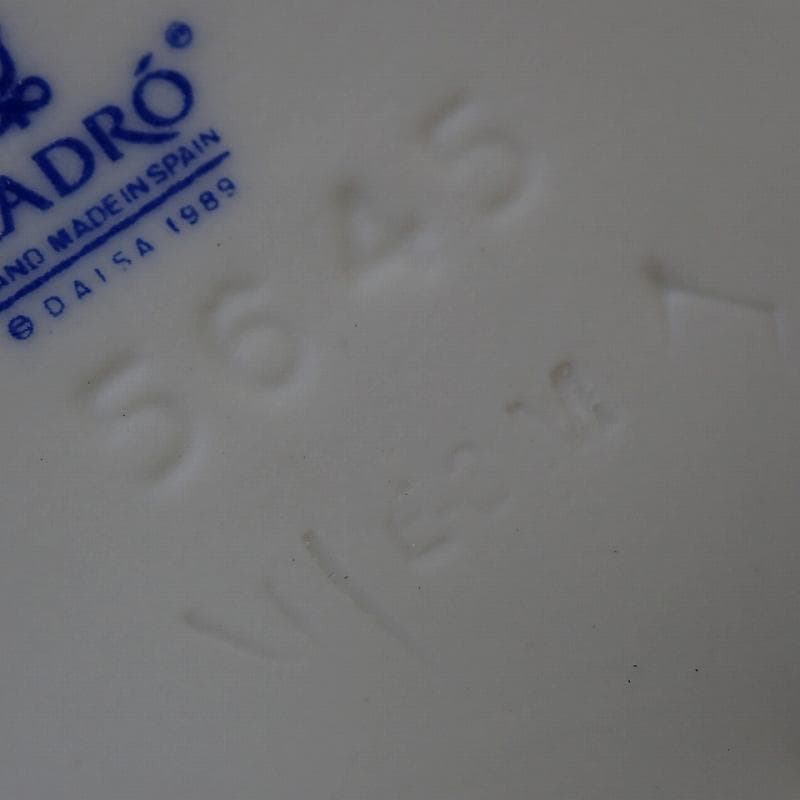 ADRÓ
AND MADE IN SPAIN
© DAISA 1989
5645